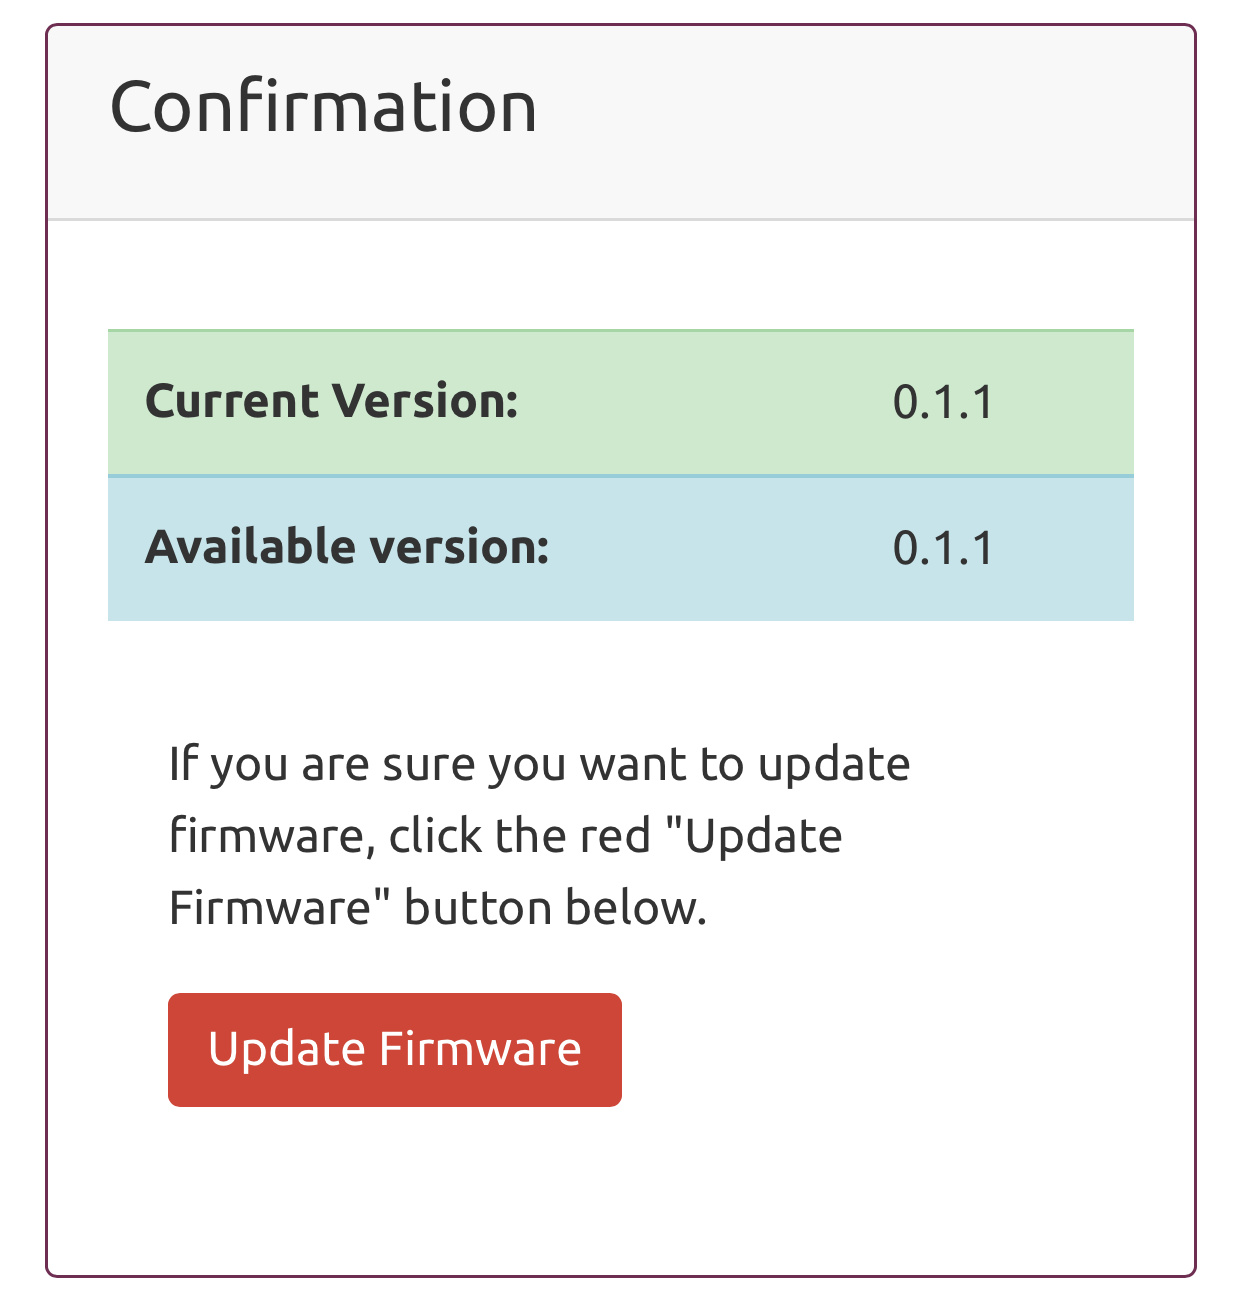 Confirmation
Current Version: 0.1.1
Available version: 0.1.1
If you are sure you want to update
firmware, click the red "Update
Firmware" button below.
Update Firmware